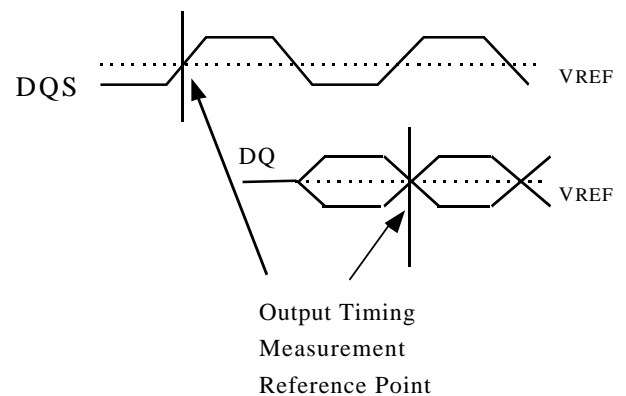 DQS
VREF
DQ
VREF
Output Timing
Measurement
Reference Point